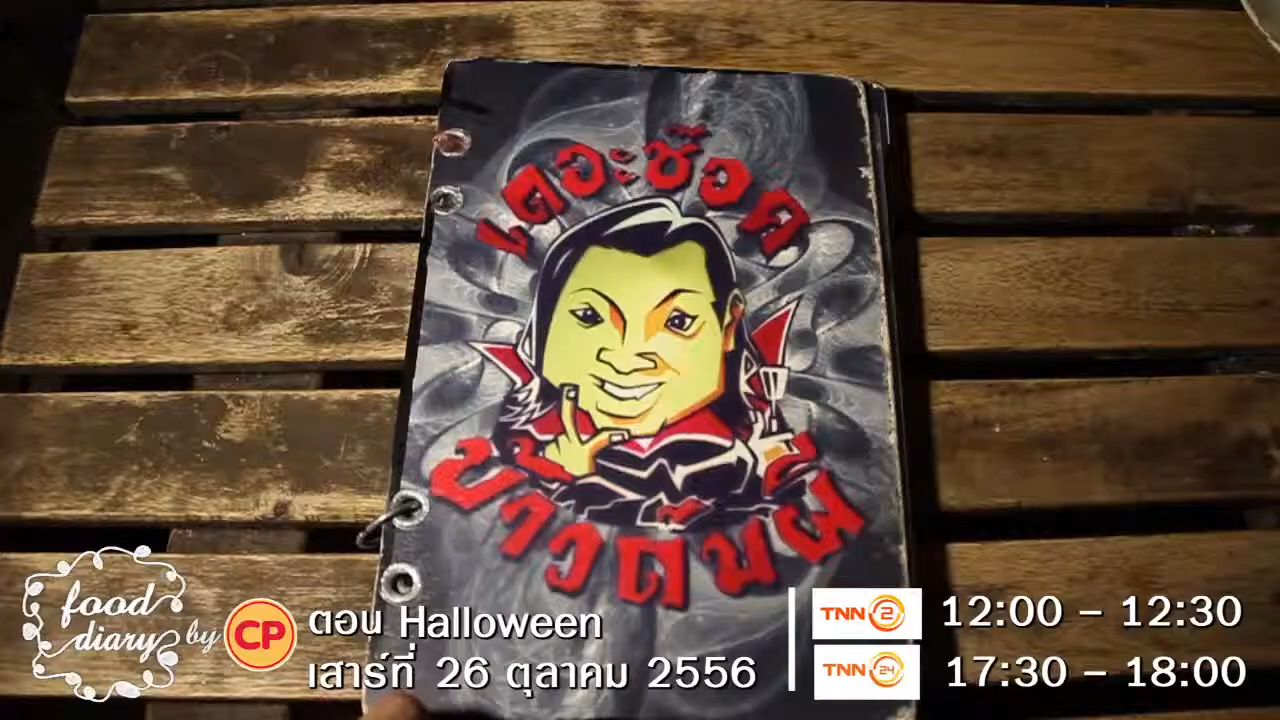 เดอะช็อค
ข้าวต้มผี
food
diary by CP
ตอน Halloween
เสาร์ที่ 26 ตุลาคม 2556
TNN 2 12:00 – 12:30
TNN 24 17:30 – 18:00